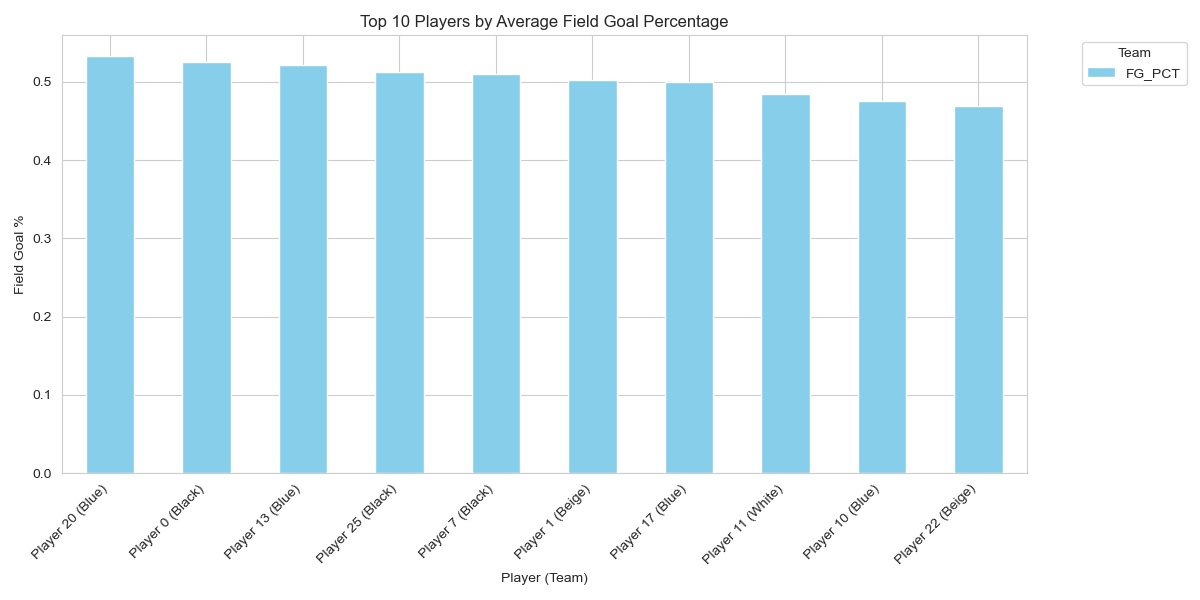 Top 10 Players by Average Field Goal Percentage
Team
FG_PCT
Field Goal %
0.5
0.4
0.3
0.2
0.1
0.0
Player 20 (Blue)
Player 0 (Black)
Player 13 (Blue)
Player 25 (Black)
Player 7 (Black)
Player 1 (Beige)
Player 17 (Blue)
Player 11 (White)
Player 10 (Blue)
Player 22 (Beige)
Player (Team)